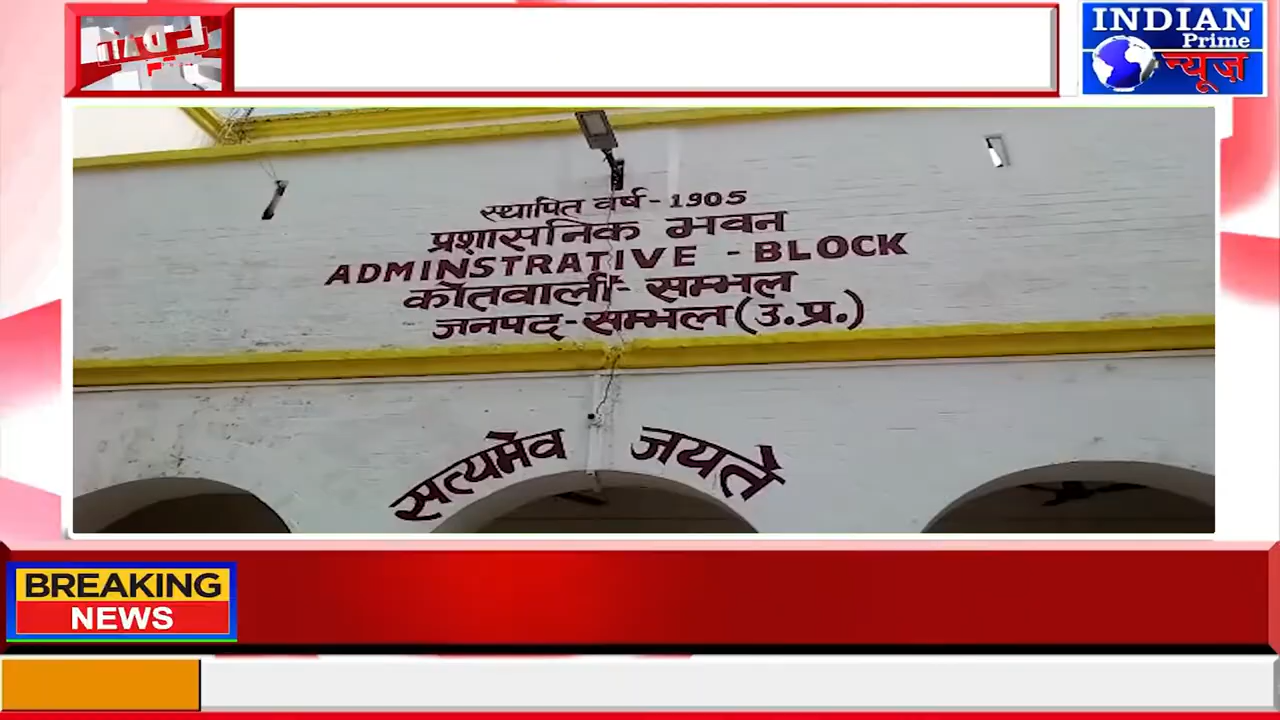 INDIAN
Prime
न्यूज़
स्थापित वर्ष - 1905
प्रशासनिक भवन
ADMINSTRATIVE - BLOCK
कोतवाली - सम्भल
जनपद - सम्भल (उ.प्र.)
सत्यमेव जयते
BREAKING
NEWS